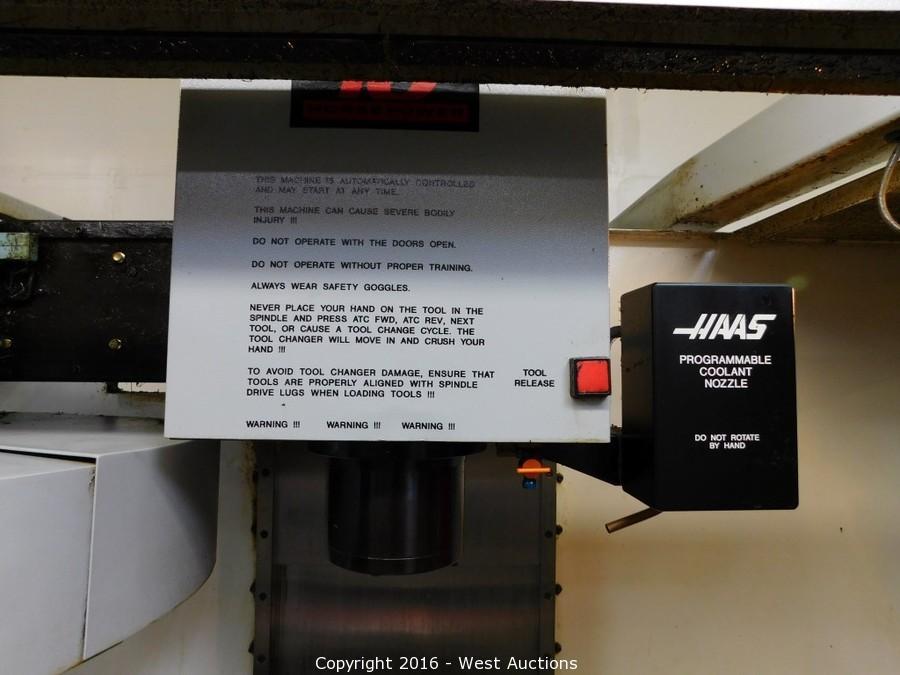 HORSEPOWER
THIS MACHINE IS AUTOMATICALLY CONTROLLED
AND MAY START AT ANY TIME.
THIS MACHINE CAN CAUSE SEVERE BODILY
INJURY !!!
DO NOT OPERATE WITH THE DOORS OPEN.
DO NOT OPERATE WITHOUT PROPER TRAINING.
ALWAYS WEAR SAFETY GOGGLES.
NEVER PLACE YOUR HAND ON THE TOOL IN THE
SPINDLE AND PRESS ATC FWD, ATC REV, NEXT
TOOL, OR CAUSE A TOOL CHANGE CYCLE. THE
TOOL CHANGER WILL MOVE IN AND CRUSH YOUR
HAND !!!
TO AVOID TOOL CHANGER DAMAGE, ENSURE THAT
TOOLS ARE PROPERLY ALIGNED WITH SPINDLE
DRIVE LUGS WHEN LOADING TOOLS !!!
WARNING !!! WARNING !!! WARNING !!!
TOOL
RELEASE
HAAS
PROGRAMMABLE
COOLANT
NOZZLE
DO NOT ROTATE
BY HAND
Copyright 2016 - West Auctions